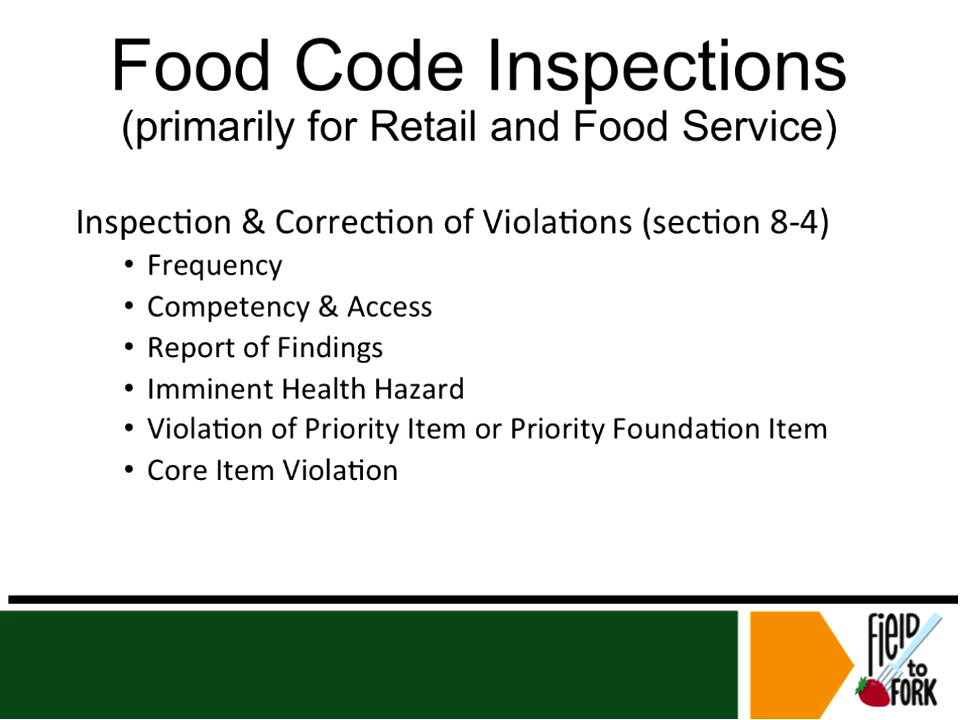 Food Code Inspections
(primarily for Retail and Food Service)
Inspection & Correction of Violations (section 8-4)
• Frequency
• Competency & Access
• Report of Findings
• Imminent Health Hazard
• Violation of Priority Item or Priority Foundation Item
• Core Item Violation
FiELD
to
FORK